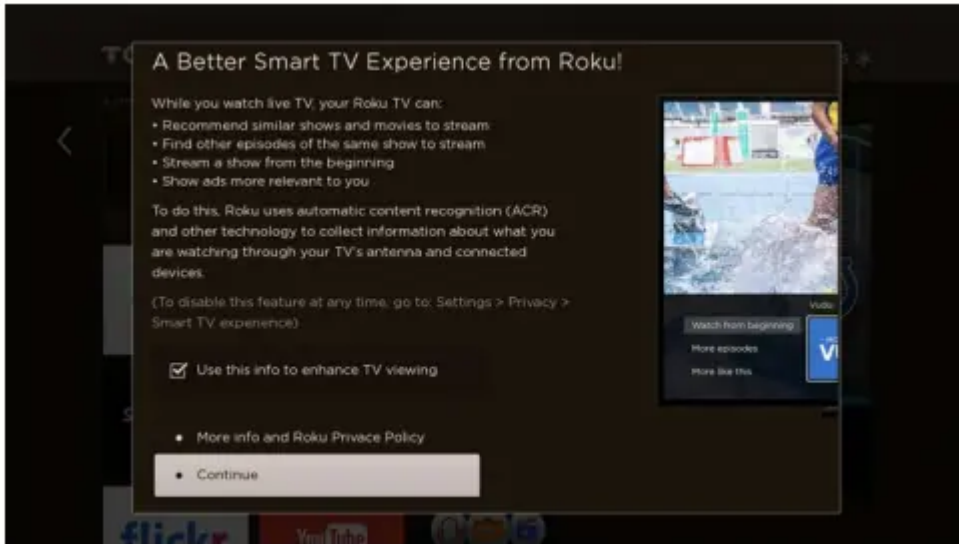 A Better Smart TV Experience from Roku!
While you watch live TV, your Roku TV can:
• Recommend similar shows and movies to stream
• Find other episodes of the same show to stream
• Stream a show from the beginning
• Show ads more relevant to you
To do this, Roku uses automatic content recognition (ACR)
and other technology to collect information about what you
are watching through your TV's antenna and connected
devices.
(To disable this feature at any time, go to: Settings > Privacy >
Smart TV experience)
Use this info to enhance TV viewing
• More info and Roku Privace Policy
• Continue
Vudu
Watch from beginning
More episodes
More like this
flickr
YouTube